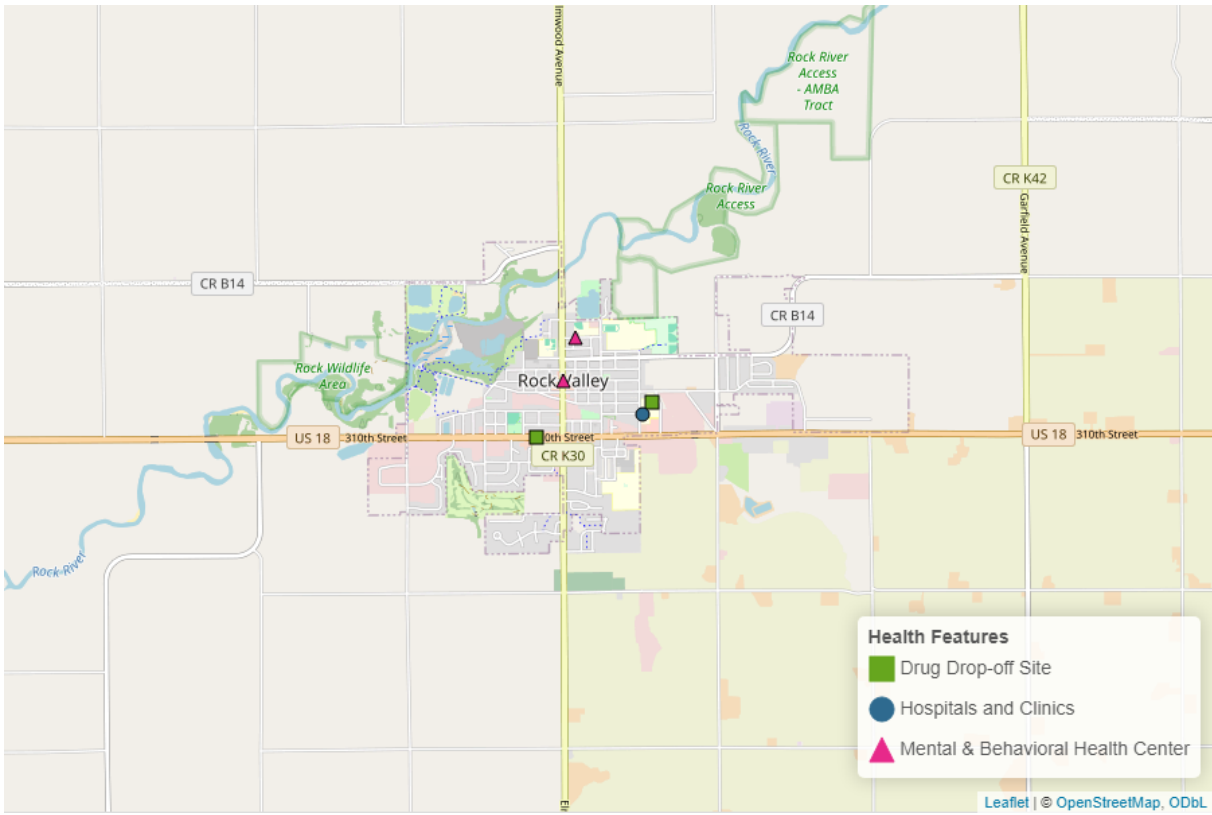 lmwood Avenue
Rock River
Access
- AMBA
Tract
Rock River
CR K42
Rock River
Access
Garfield Avenue
CR B14
CR B14
Rock Wildlife
Area
Rock Valley
US 18
310th Street
0th Street
US 18
310th Street
CR K30
Rock River
Health Features
Drug Drop-off Site
Hospitals and Clinics
Mental & Behavioral Health Center
El
Leaflet | © OpenStreetMap, ODbL